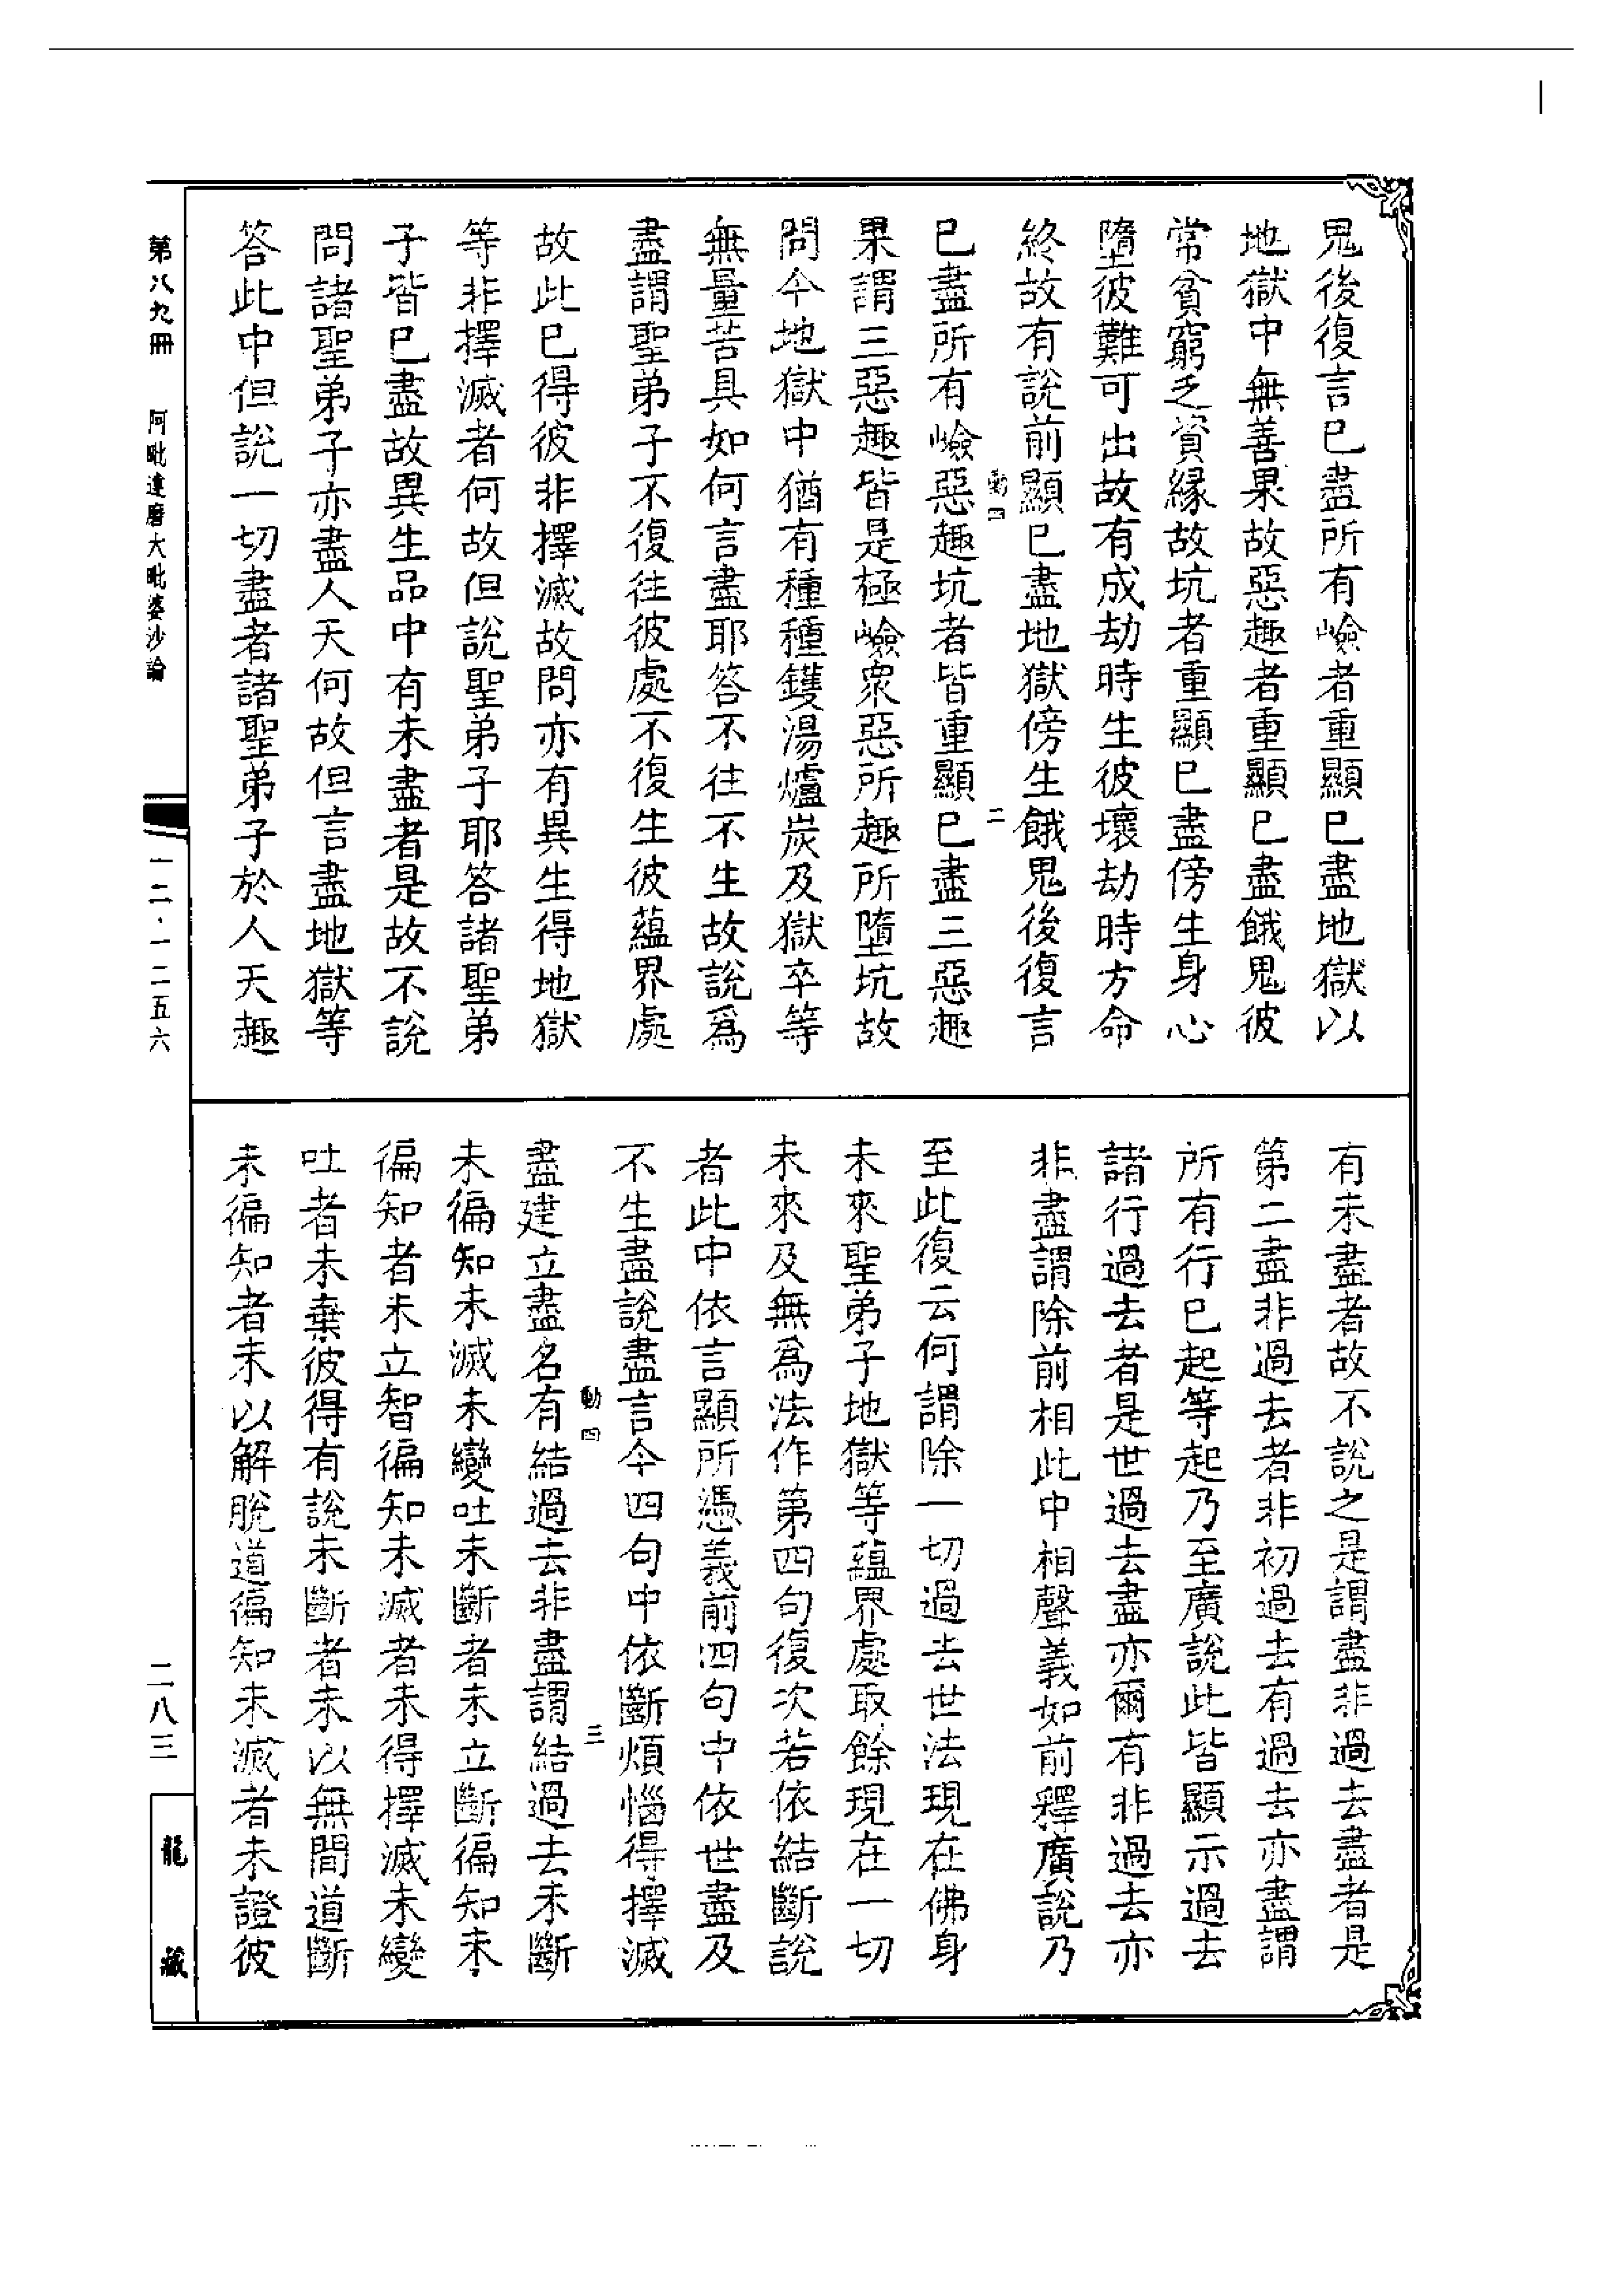 鬼後復言已盡所有嶮者重顯已盡地獄以
地獄中無善果故惡趣者重顯已盡餓鬼彼
常貧窮乏資緣故坑者重顯已盡傍生身心
墮彼難可出故有成劫時生彼壞劫時方命
終故有說前顯已盡地獄傍生餓鬼後復言
動四 二
已盡所有嶮惡趣坑者皆重顯已盡三惡趣
果謂三惡趣皆是極嶮衆惡所趣所墮坑故
問今地獄中猶有種種鑊湯爐炭及獄卒等
無量苦具如何言盡耶答不往不生故說爲
盡謂聖弟子不復往彼處不復生彼蘊界處
故此已得彼非擇滅故問亦有異生得地獄
等非擇滅者何故但說聖弟子耶答諸聖弟
子皆已盡故異生品中有未盡者是故不說
問諸聖弟子亦盡人天何故但言盡地獄等
答此中但說一切盡者諸聖弟子於人天趣
有未盡者故不說之是謂盡非過去盡者是
第二盡非過去者非初過去有過去亦盡謂
所有行已起等起乃至廣說此皆顯示過去
諸行過去者是世過去盡亦爾有非過去亦
非盡謂除前相此中相聲義如前釋廣說乃
至此復云何謂除一切過去世法現在佛身
未來聖弟子地獄等蘊界處取餘現在一切
未來及無爲法作第四句復次若依結斷說
者此中依言顯所憑義前四句中依世盡及
不生盡說盡言今四句中依斷煩惱得擇滅
動四 三
盡建立盡名有結過去非盡謂結過去未斷
未徧知未滅未變吐未斷者未立斷徧知未
徧知者未立智徧知未滅者未得擇滅未變
吐者未棄彼得有說未斷者未以無間道斷
未徧知者未以解脫道徧知未滅者未證彼
第八九冊 阿毗達磨大毗婆沙論
一二·一二五六
二八三
龍藏